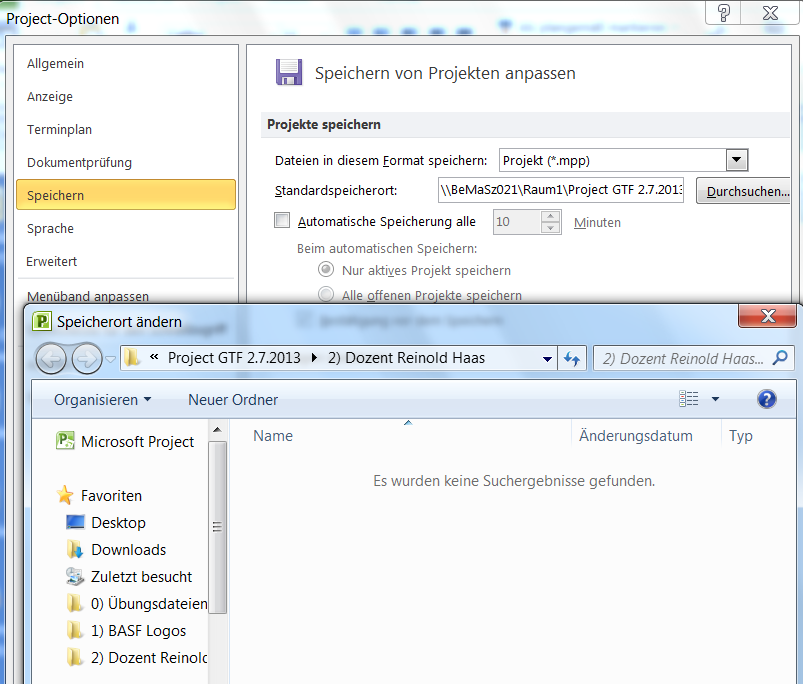 Project-Optionen
Allgemein
Anzeige
Terminplan
Dokumentprüfung
Speichern
Sprache
Erweitert
Menüband anpassen
Speichern von Projekten anpassen
Projekte speichern
Dateien in diesem Format speichern: Projekt (*.mpp)
Standardspeicherort: \\BeMaSz021\Raum1\Project GTF 2.7.2013 Durchsuchen...
Automatische Speicherung alle 10 Minuten
Beim automatischen Speichern:
Nur aktives Projekt speichern
Alle offenen Projekte speichern
Speicherort ändern
« Project GTF 2.7.2013 2) Dozent Reinold Haas 2) Dozent Reinold Haas...
Organisieren Neuer Ordner
Microsoft Project
Favoriten
Desktop
Downloads
Zuletzt besucht
0) Übungsdateien
1) BASF Logos
2) Dozent Reinold
Name Änderungsdatum Typ
Es wurden keine Suchergebnisse gefunden.